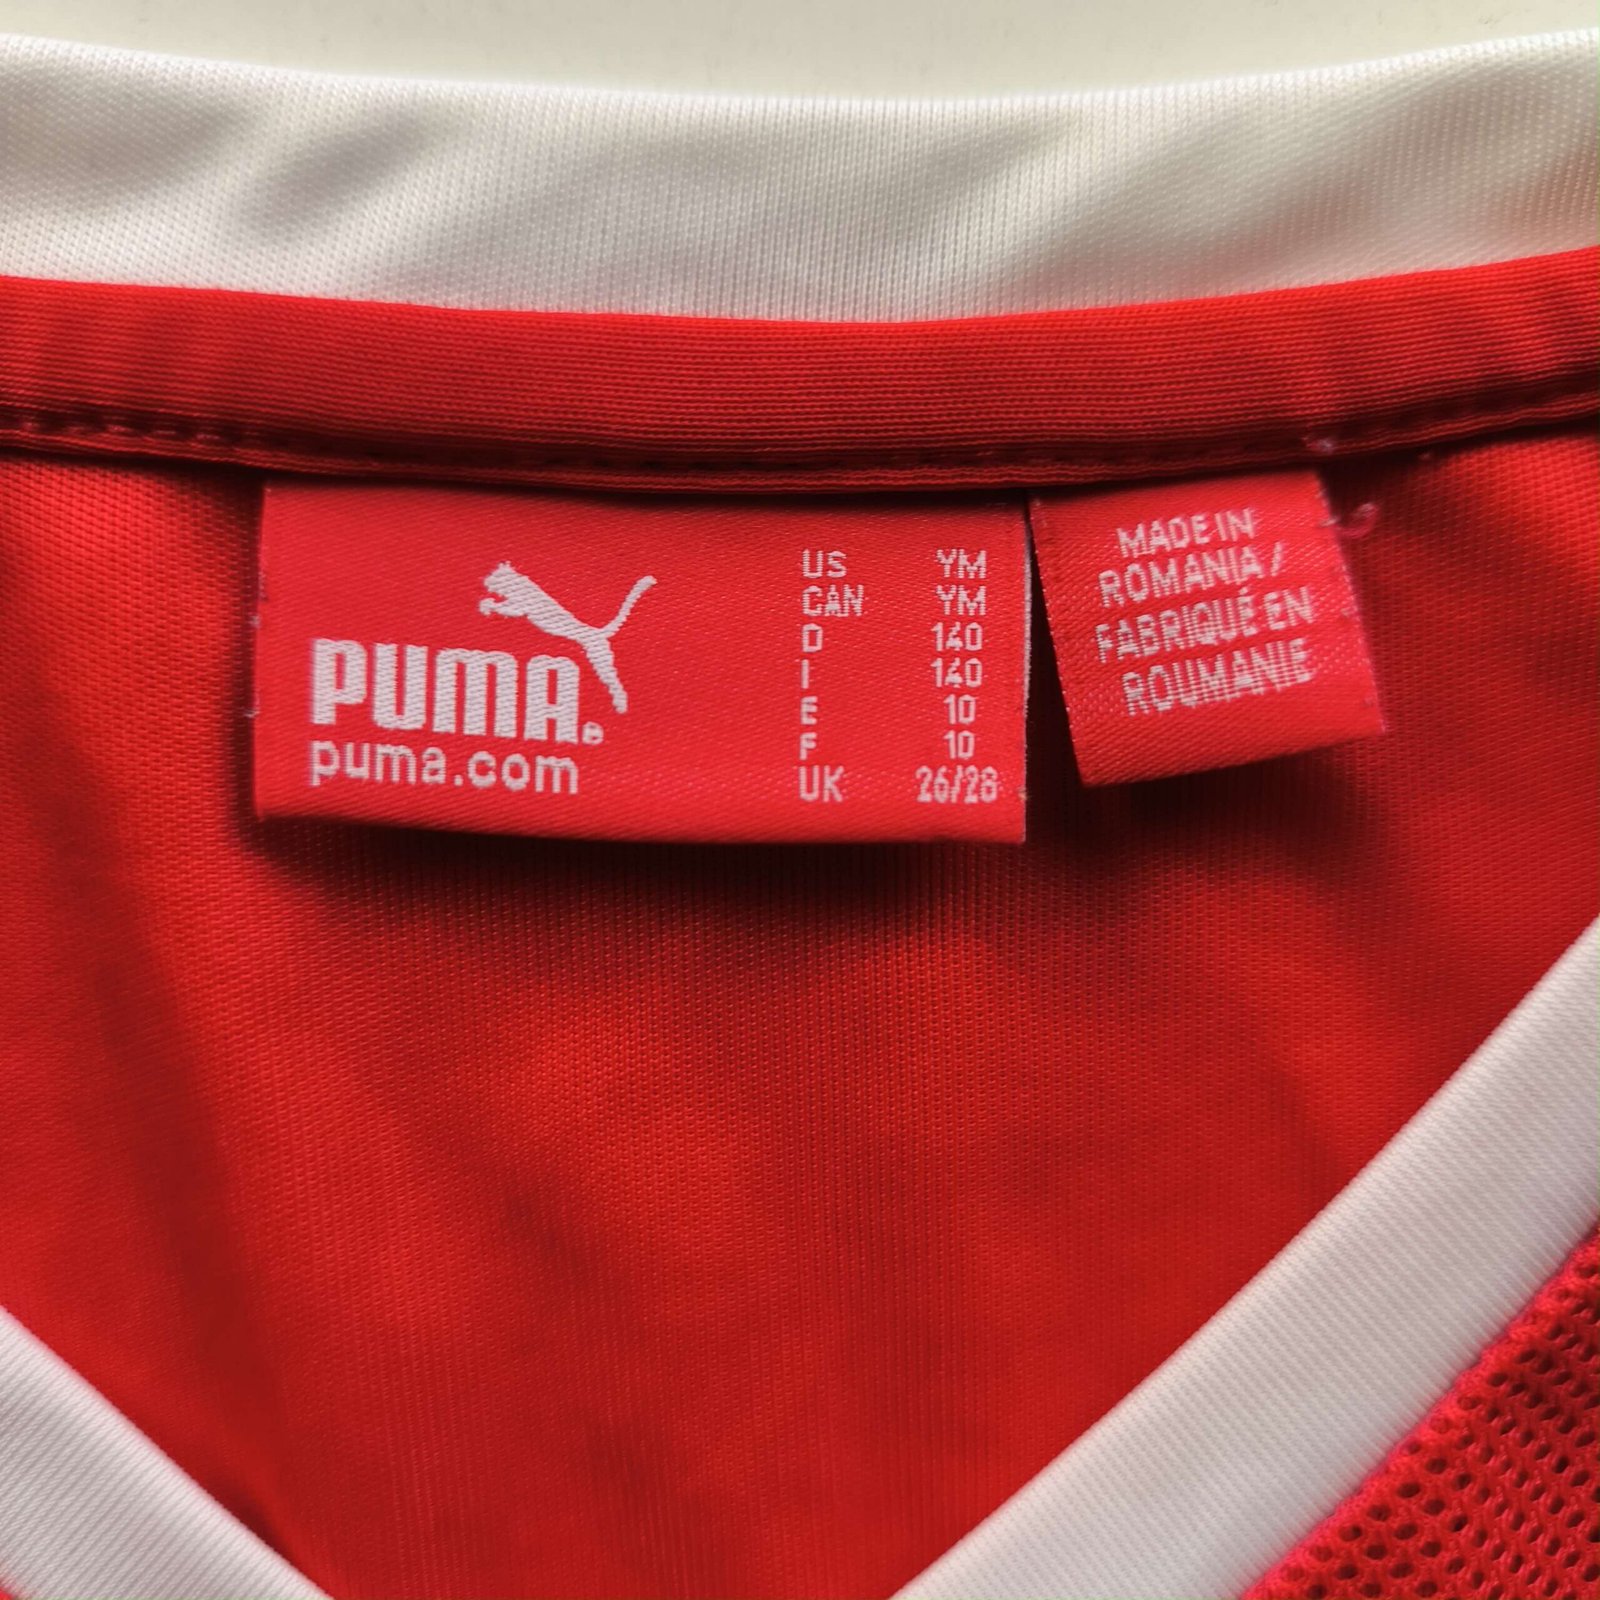 PUMA®
puma.com
US YM
CAN YM
D 140
I 140
E 10
F 10
UK 26/28
MADE IN
ROMANIA /
FABRIQUÉ EN
ROUMANIE